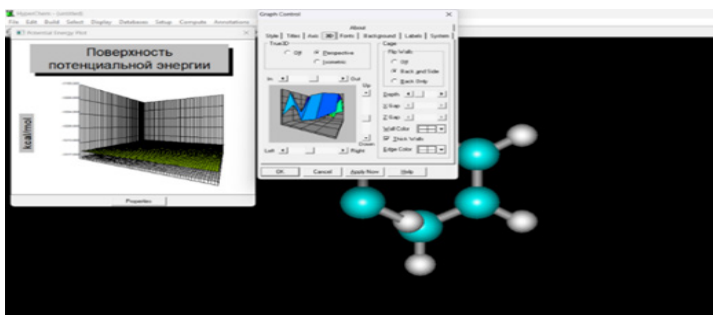 HyperChem - (untitled)
File Edit Build Select Display Databases Setup Compute Annotations
Potential Energy Plot
Поверхность
потенциальной энергии
kcal/mol
Properties
Graph Control
About
Style Titles Axis 3D Fonts Background Labels System
True3D
Off Perspective
Isometric
In Out
Up
Down
Left Right
Cage
Flip Walls
Off
Back and Side
Back Only
Depth
X Gap
Z Gap
Wall Color
Thick Walls
Edge Color
OK Cancel Apply Now Help